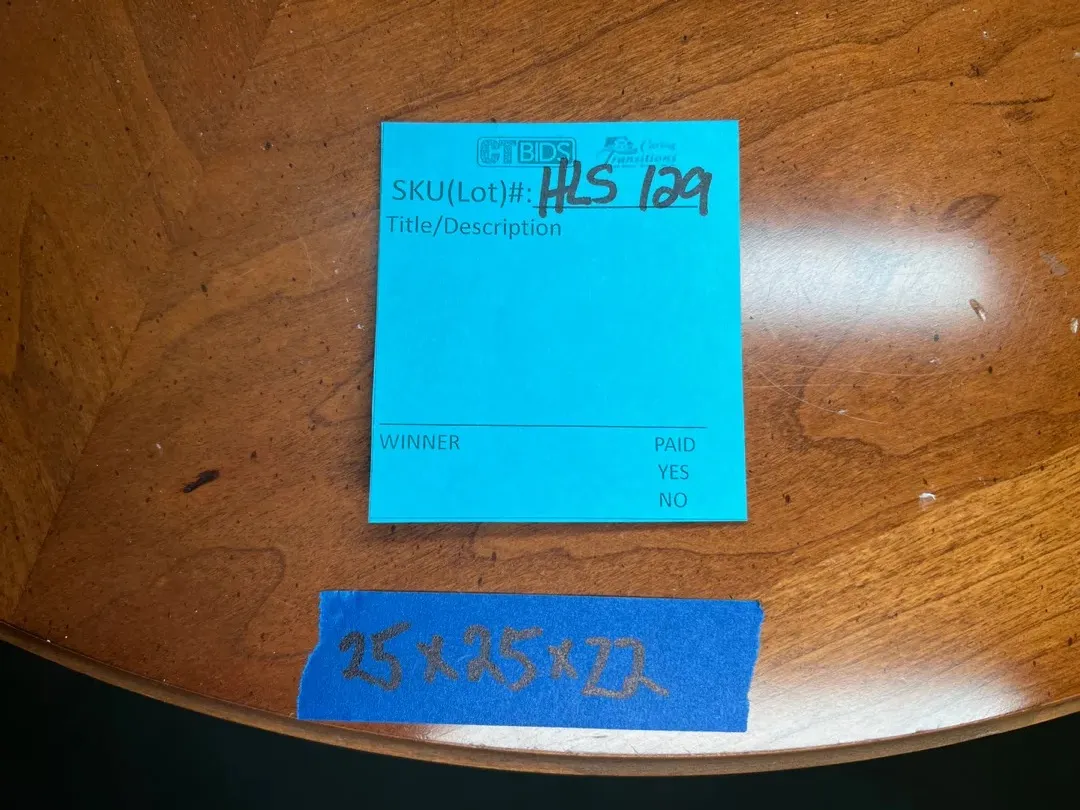 CTBIDS Caring Transitions
SKU(Lot)#: HLS 129
Title/Description
WINNER PAID
YES
NO
25x25x22